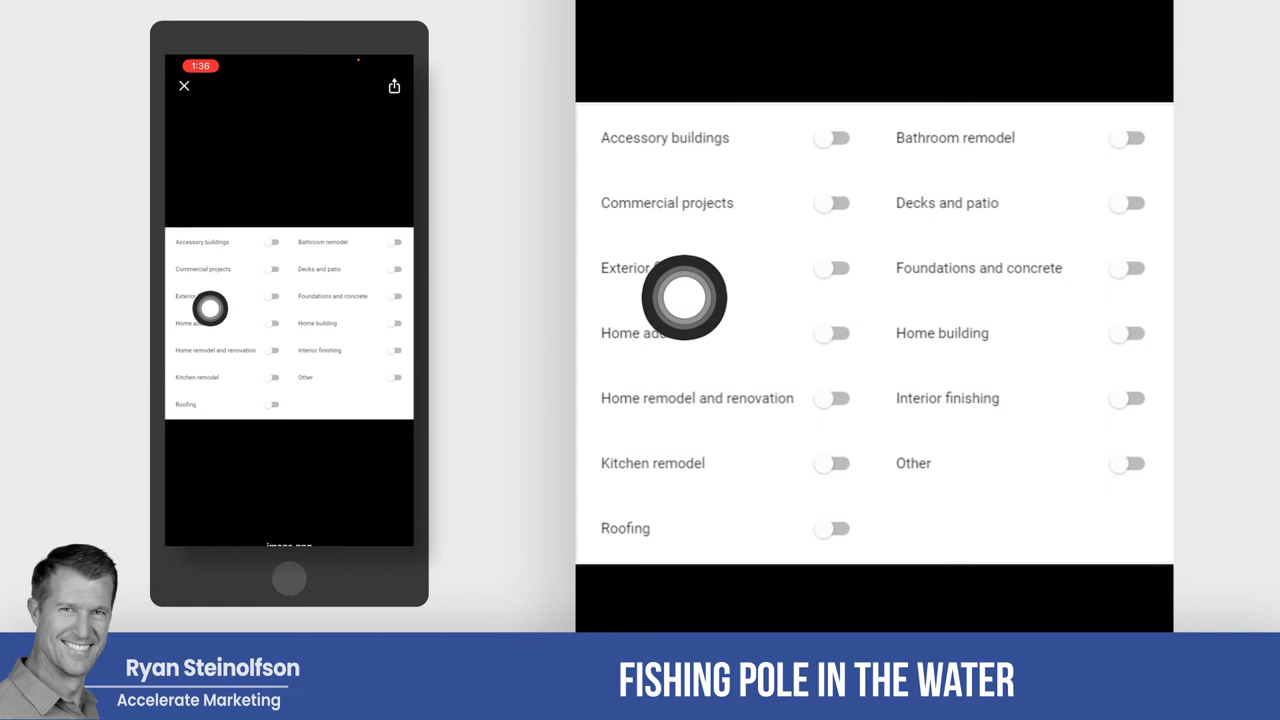 1:36
Accessory buildings
Bathroom remodel
Commercial projects
Decks and patio
Exterior
Foundations and concrete
Home
Home building
Home remodel and renovation
Interior finishing
Kitchen remodel
Other
Roofing
Accessory buildings
Bathroom remodel
Commercial projects
Decks and patio
Exterior
Foundations and concrete
Home
Home building
Home remodel and renovation
Interior finishing
Kitchen remodel
Other
Roofing
Ryan Steinolfson
Accelerate Marketing
FISHING POLE IN THE WATER